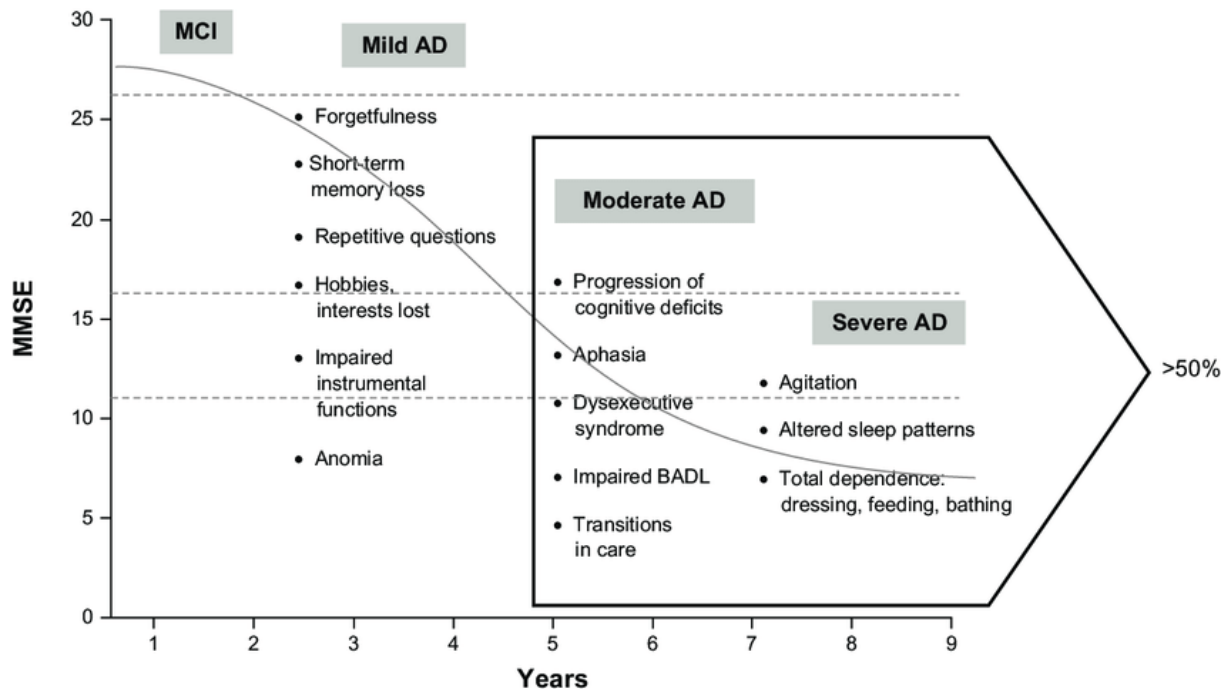 30
25
20
15
10
5
0
MMSE
1
2
3
4
5
6
7
8
9
Years
MCI
Mild AD
• Forgetfulness
• Short-term
memory loss
• Repetitive questions
• Hobbies,
interests lost
• Impaired
instrumental
functions
• Anomia
Moderate AD
• Progression of
cognitive deficits
• Aphasia
• Dysexecutive
syndrome
• Impaired BADL
• Transitions
in care
Severe AD
• Agitation
• Altered sleep patterns
• Total dependence:
dressing, feeding, bathing
>50%